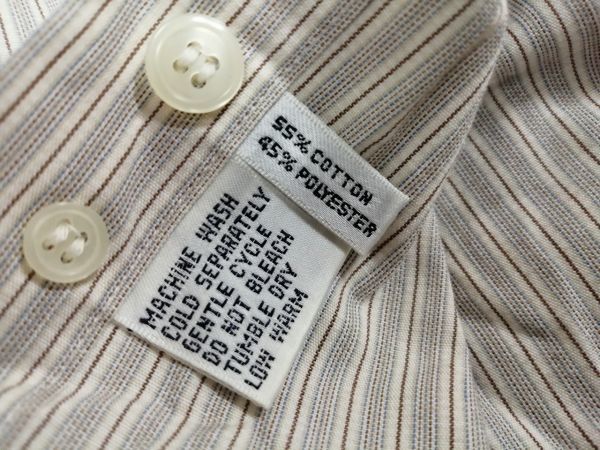 55% COTTON
45% POLYESTER
MACHINE WASH
COLD SEPARATELY
GENTLE CYCLE
DO NOT BLEACH
TUMBLE DRY
LOW WARM